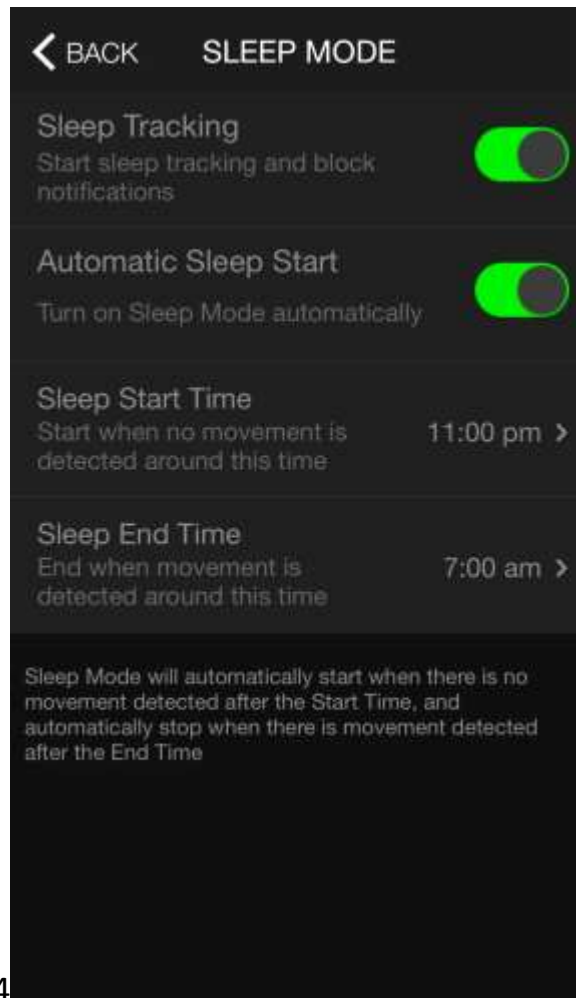 BACK SLEEP MODE
Sleep Tracking
Start sleep tracking and block
notifications
Automatic Sleep Start
Turn on Sleep Mode automatically
Sleep Start Time
Start when no movement is
detected around this time
11:00 pm
Sleep End Time
End when movement is
detected around this time
7:00 am
Sleep Mode will automatically start when there is no
movement detected after the Start Time, and
automatically stop when there is movement detected
after the End Time
4